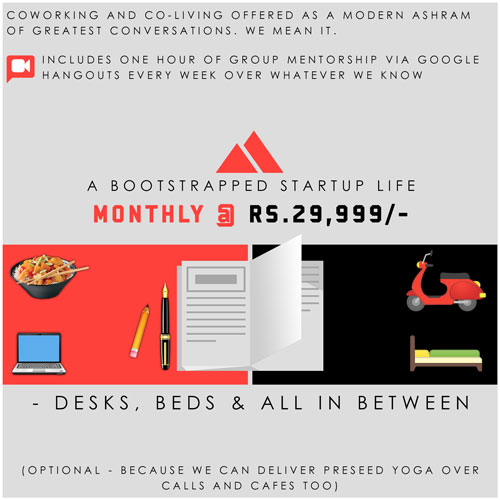 COWORKING AND CO-LIVING OFFERED AS A MODERN ASHRAM
OF GREATEST CONVERSATIONS. WE MEAN IT.
INCLUDES ONE HOUR OF GROUP MENTORSHIP VIA GOOGLE
HANGOUTS EVERY WEEK OVER WHATEVER WE KNOW
A BOOTSTRAPPED STARTUP LIFE
MONTHLY @ RS.29,999/-
- DESKS, BEDS & ALL IN BETWEEN
(OPTIONAL - BECAUSE WE CAN DELIVER PRESEED YOGA OVER
CALLS AND CAFES TOO)